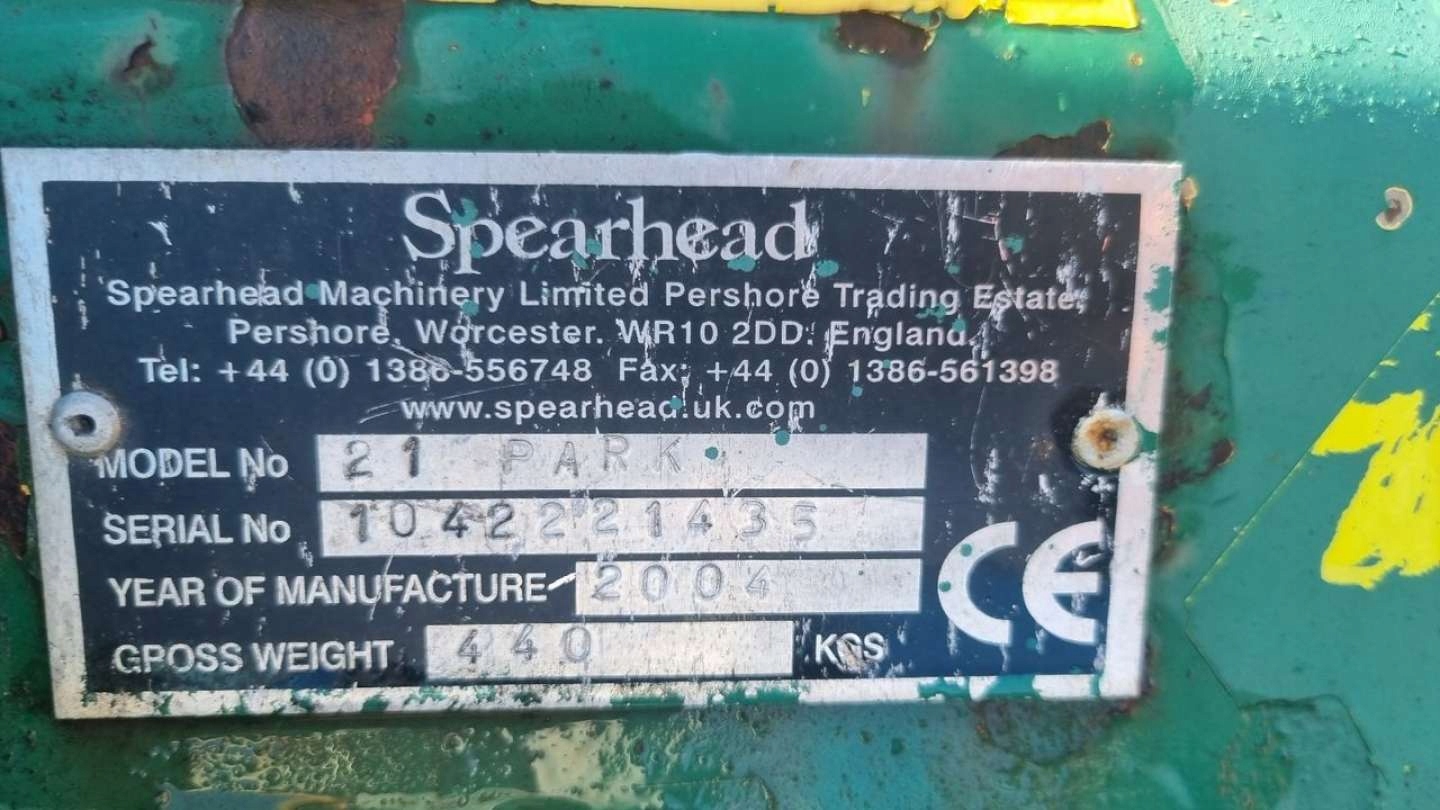 Spearhead
Spearhead Machinery Limited Pershore Trading Estate,
Pershore, Worcester. WR10 2DD. England.
Tel: +44 (0) 1386-556748 Fax: +44 (0) 1386-561398
www.spearhead.uk.com
MODEL No 21 PARK
SERIAL No 1042221435
YEAR OF MANUFACTURE 2004
GROSS WEIGHT 440 KGS
CE